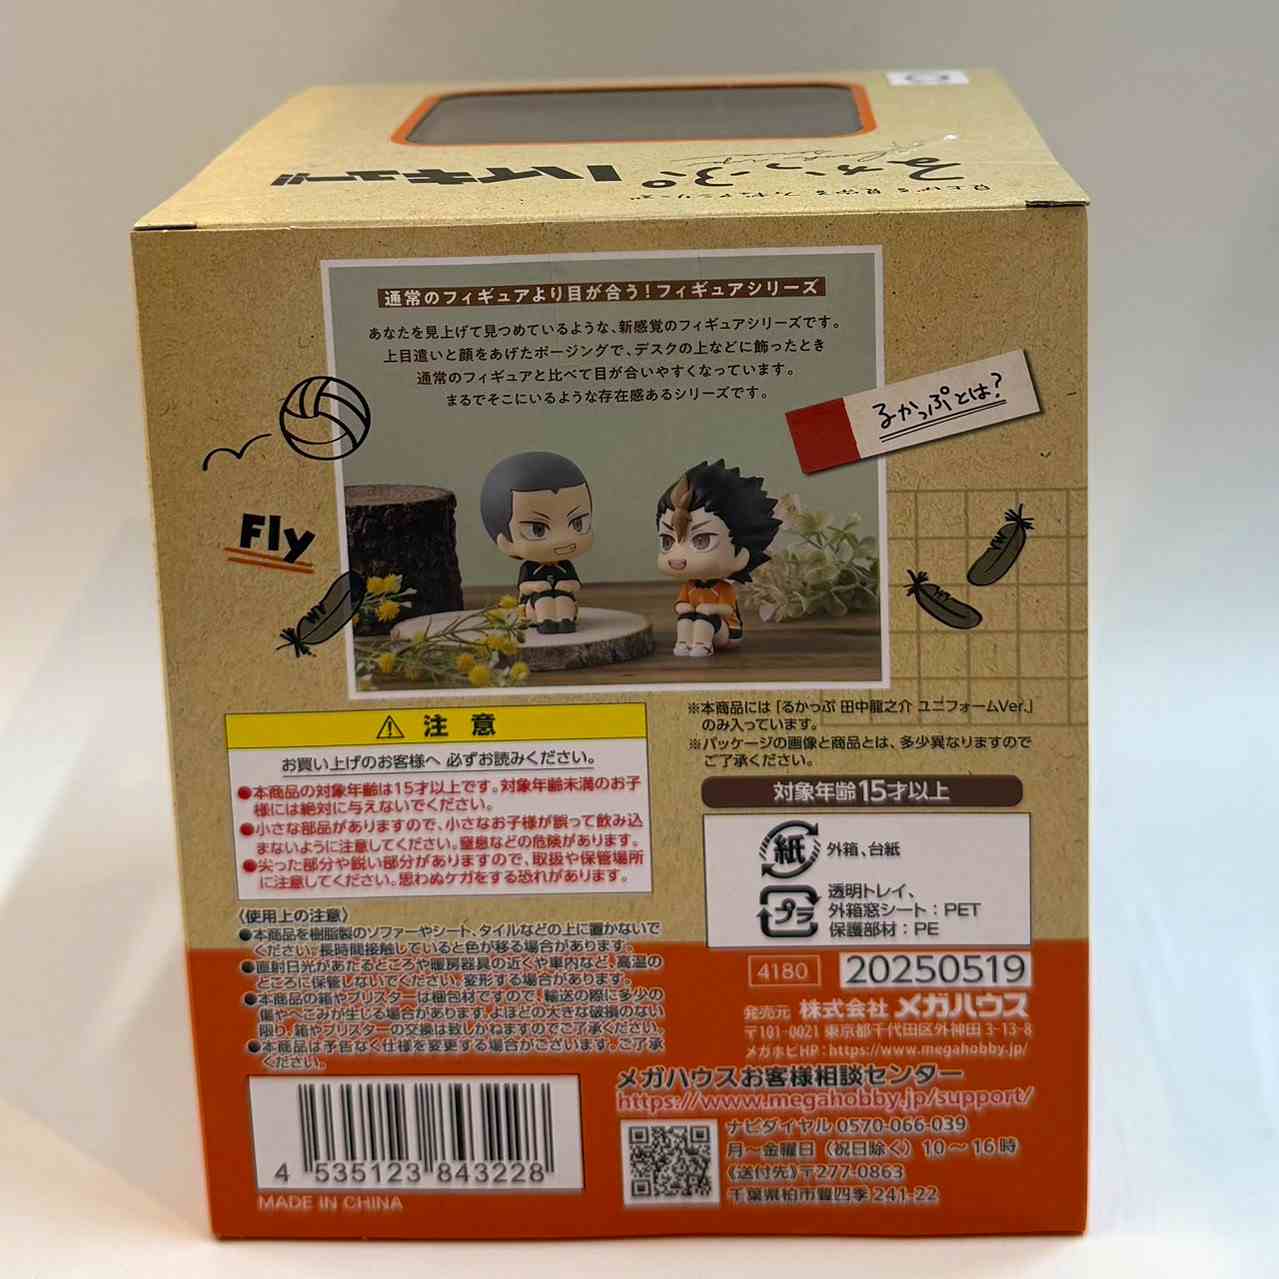 るかっぷ ハイキュー!!
通常のフィギュアより目が合う!フィギュアシリーズ
あなたを見上げて見つめているような、新感覚のフィギュアシリーズです。
上目遣いと顔をあげたポージングで、デスクの上などに飾ったとき
通常のフィギュアと比べて目が合いやすくなっています。
まるでそこにいるような存在感あるシリーズです。
るかっぷとは?
Fly
※本商品には「るかっぷ 田中龍之介 ユニフォームVer.」
のみ入っています。
※パッケージの画像と商品とは、多少異なりますので
ご了承ください。
対象年齢15才以上
紙 外箱、台紙
プラ 透明トレイ、
外箱窓シート:PET
保護部材:PE
4180 20250519
発売元 株式会社 メガハウス
〒101-0021 東京都千代田区外神田 3-13-8
メガホビHP:https://www.megahobby.jp/
メガハウスお客様相談センター
https://www.megahobby.jp/support/
ナビダイヤル 0570-066-039
月~金曜日(祝日除く)10~16時
《送付先》〒277-0863
千葉県柏市豊四季 241-22
⚠ 注意
お買い上げのお客様へ 必ずお読みください。
●本商品の対象年齢は15才以上です。対象年齢未満のお子
様には絶対に与えないでください。
●小さな部品がありますので、小さなお子様が誤って飲み込
まないように注意してください。窒息などの危険があります。
●尖った部分や鋭い部分がありますので、取扱や保管場所
に注意してください。思わぬケガをする恐れがあります。
〈使用上の注意〉
●本商品を樹脂製のソファーやシート、タイルなどの上に置かないで
ください。長時間接触していると色が移る場合があります。
●直射日光があたるところや暖房器具の近くや車内など、高温の
ところに保管しないでください。変形する場合があります。
●本商品の箱やブリスターは梱包材ですので、輸送の際に多少の
傷やへこみが生じる場合があります。よほどの大きな破損のない
限り、箱やブリスターの交換は致しかねますのでご了承ください。
●本商品は予告なく仕様を変更する場合がございます。ご了承
ください。
4 535123 843228
MADE IN CHINA